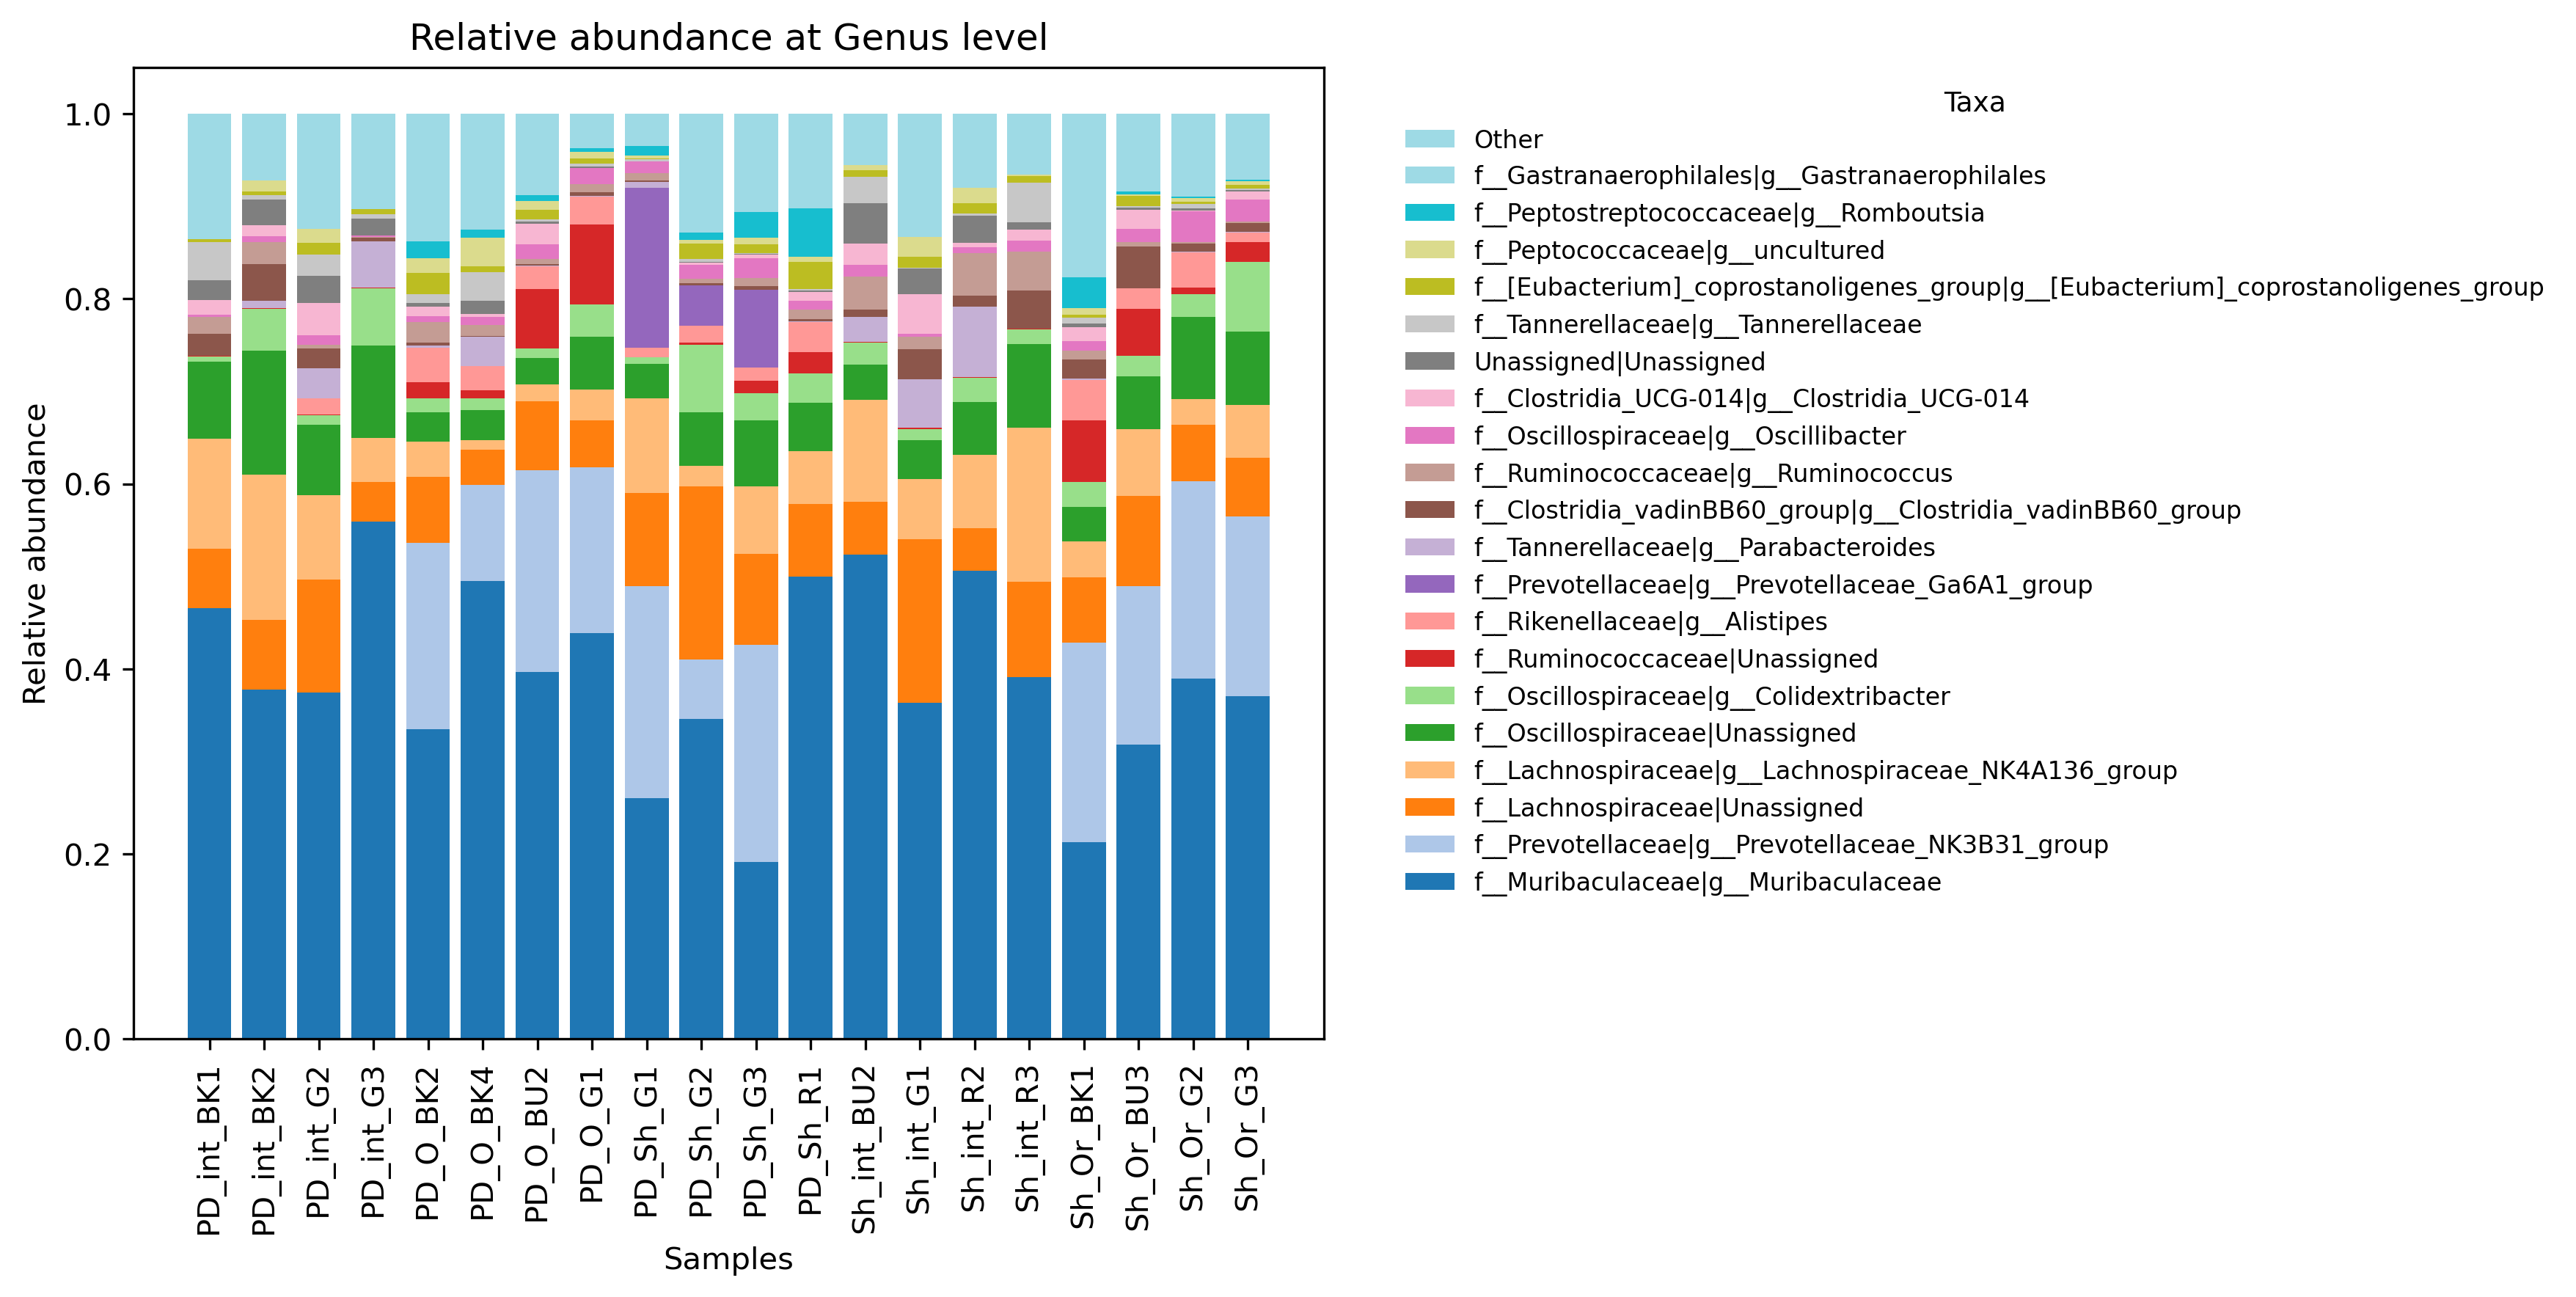 Relative abundance at Genus level
Relative abundance
1.0
0.8
0.6
0.4
0.2
0.0
PD_int_BK1
PD_int_BK2
PD_int_G2
PD_int_G3
PD_O_BK2
PD_O_BK4
PD_O_BU2
PD_O_G1
PD_Sh_G1
PD_Sh_G2
PD_Sh_G3
PD_Sh_R1
Sh_int_BU2
Sh_int_G1
Sh_int_R2
Sh_int_R3
Sh_Or_BK1
Sh_Or_BU3
Sh_Or_G2
Sh_Or_G3
Samples
Taxa
Other
f__Gastranaerophilales|g__Gastranaerophilales
f__Peptostreptococcaceae|g__Romboutsia
f__Peptococcaceae|g__uncultured
f__[Eubacterium]_coprostanoligenes_group|g__[Eubacterium]_coprostanoligenes_group
f__Tannerellaceae|g__Tannerellaceae
Unassigned|Unassigned
f__Clostridia_UCG-014|g__Clostridia_UCG-014
f__Oscillospiraceae|g__Oscillibacter
f__Ruminococcaceae|g__Ruminococcus
f__Clostridia_vadinBB60_group|g__Clostridia_vadinBB60_group
f__Tannerellaceae|g__Parabacteroides
f__Prevotellaceae|g__Prevotellaceae_Ga6A1_group
f__Rikenellaceae|g__Alistipes
f__Ruminococcaceae|Unassigned
f__Oscillospiraceae|g__Colidextribacter
f__Oscillospiraceae|Unassigned
f__Lachnospiraceae|g__Lachnospiraceae_NK4A136_group
f__Lachnospiraceae|Unassigned
f__Prevotellaceae|g__Prevotellaceae_NK3B31_group
f__Muribaculaceae|g__Muribaculaceae